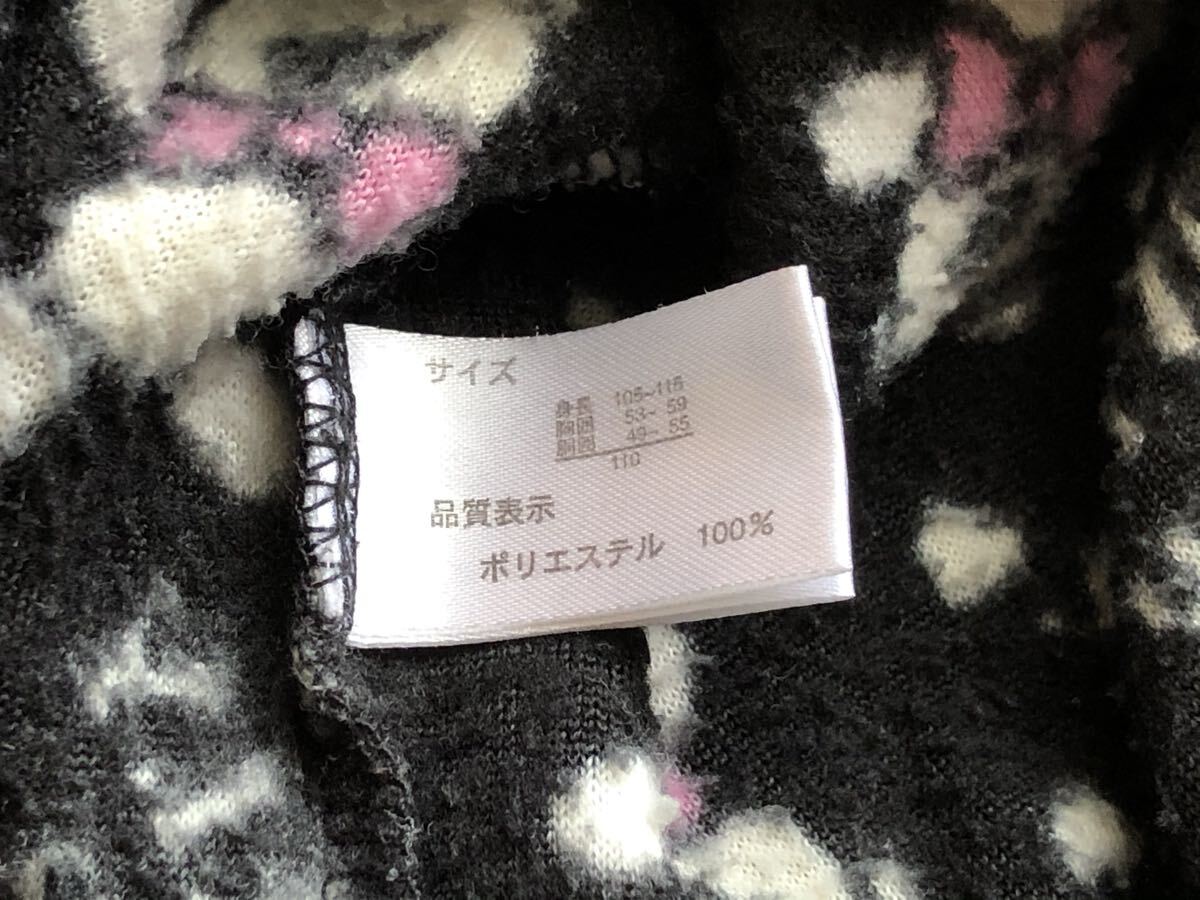 サイズ
身長 105~115
胸囲 53~ 59
胴囲 49~ 55
110
品質表示
ポリエステル 100%